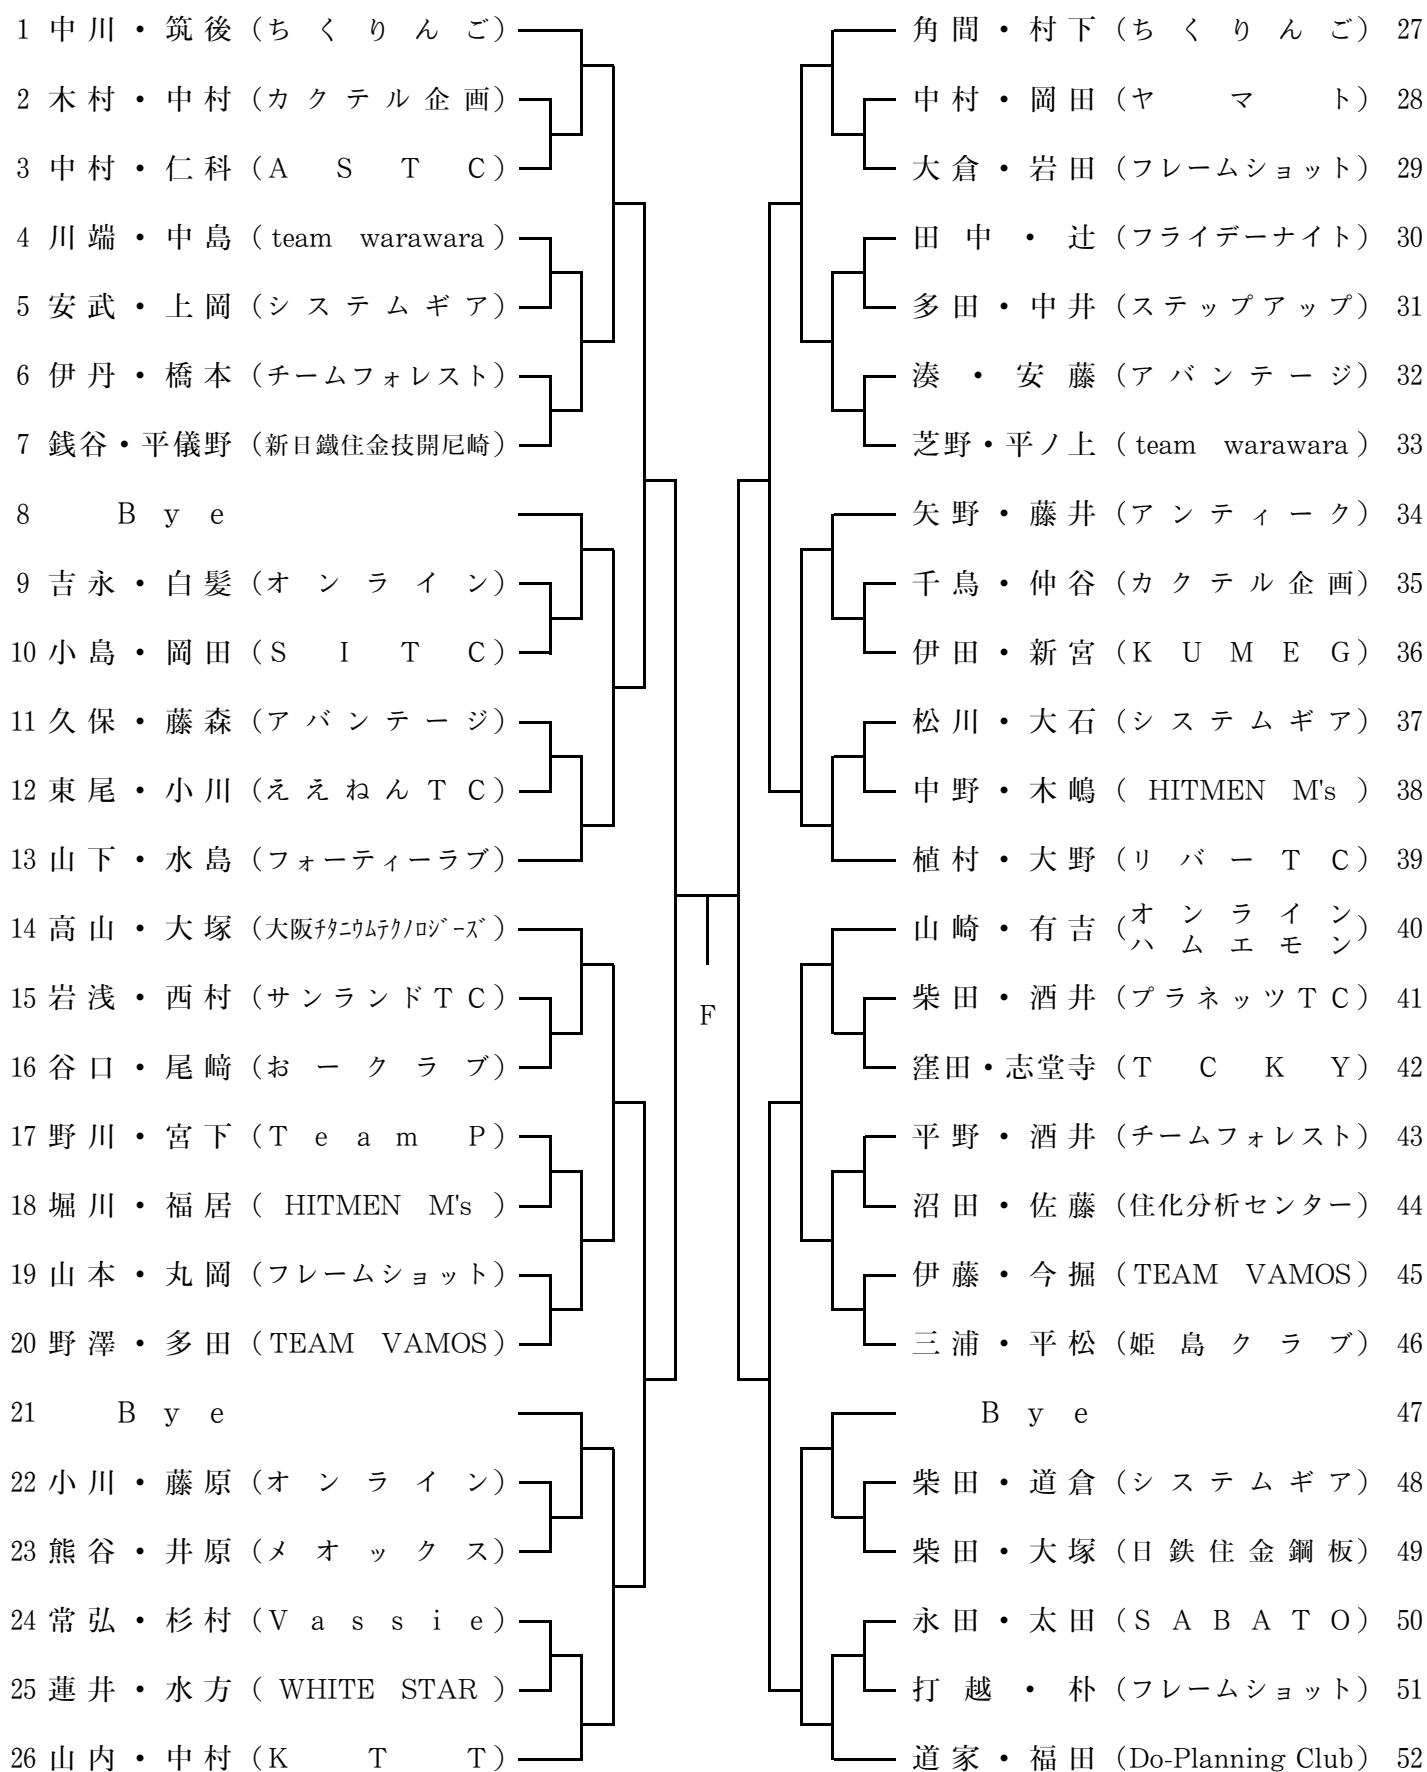 1 中川・筑後（ちくりんご）
2 木村・中村（カクテル企画）
3 中村・仁科（ASTC）
4 川端・中島（team warawara）
5 安武・上岡（システムギア）
6 伊丹・橋本（チームフォレスト）
7 銭谷・平儀野（新日鐵住金技開尼崎）
8 Bye
9 吉永・白髪（オンライン）
10 小島・岡田（SITC）
11 久保・藤森（アバンテージ）
12 東尾・小川（ええねんTC）
13 山下・水島（フォーティーラブ）
14 高山・大塚（大阪ﾁﾀﾆｳﾑﾃｸﾉﾛｼﾞｰｽﾞ）
15 岩浅・西村（サンランドTC）
16 谷口・尾﨑（おークラブ）
17 野川・宮下（Team P）
18 堀川・福居（HITMEN M's）
19 山本・丸岡（フレームショット）
20 野澤・多田（TEAM VAMOS）
21 Bye
22 小川・藤原（オンライン）
23 熊谷・井原（メオックス）
24 常弘・杉村（Vassie）
25 蓮井・水方（WHITE STAR）
26 山内・中村（KTT）
F
角間・村下（ちくりんご） 27
中村・岡田（ヤマト） 28
大倉・岩田（フレームショット） 29
田中・辻（フライデーナイト） 30
多田・中井（ステップアップ） 31
湊・安藤（アバンテージ） 32
芝野・平ノ上（team warawara） 33
矢野・藤井（アンティーク） 34
千鳥・仲谷（カクテル企画） 35
伊田・新宮（KUMEG） 36
松川・大石（システムギア） 37
中野・木嶋（HITMEN M's） 38
植村・大野（リバーTC） 39
山崎・有吉（オンライン
ハムエモン） 40
柴田・酒井（プラネッツTC） 41
窪田・志堂寺（TCKY） 42
平野・酒井（チームフォレスト） 43
沼田・佐藤（住化分析センター） 44
伊藤・今掘（TEAM VAMOS） 45
三浦・平松（姫島クラブ） 46
Bye 47
柴田・道倉（システムギア） 48
柴田・大塚（日鉄住金鋼板） 49
永田・太田（SABATO） 50
打越・朴（フレームショット） 51
道家・福田（Do-Planning Club） 52